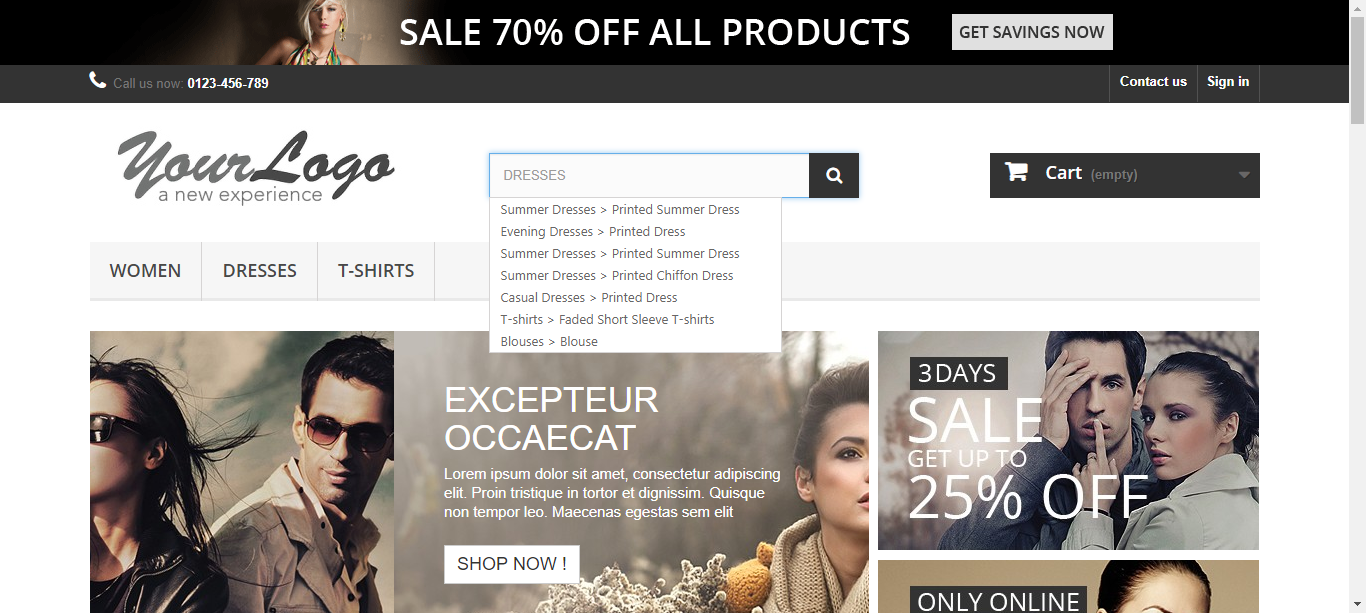 SALE 70% OFF ALL PRODUCTS
GET SAVINGS NOW
Call us now: 0123-456-789
Contact us
Sign in
YourLogo
a new experience
DRESSES
Cart (empty)
Summer Dresses > Printed Summer Dress
Evening Dresses > Printed Dress
Summer Dresses > Printed Summer Dress
Summer Dresses > Printed Chiffon Dress
Casual Dresses > Printed Dress
T-shirts > Faded Short Sleeve T-shirts
Blouses > Blouse
WOMEN
DRESSES
T-SHIRTS
EXCEPTEUR
OCCAECAT
Lorem ipsum dolor sit amet, consectetur adipiscing
elit. Proin tristique in tortor et dignissim. Quisque
non tempor leo. Maecenas egestas sem elit
SHOP NOW !
3 DAYS
SALE
GET UP TO
25% OFF
ONLY ONLINE